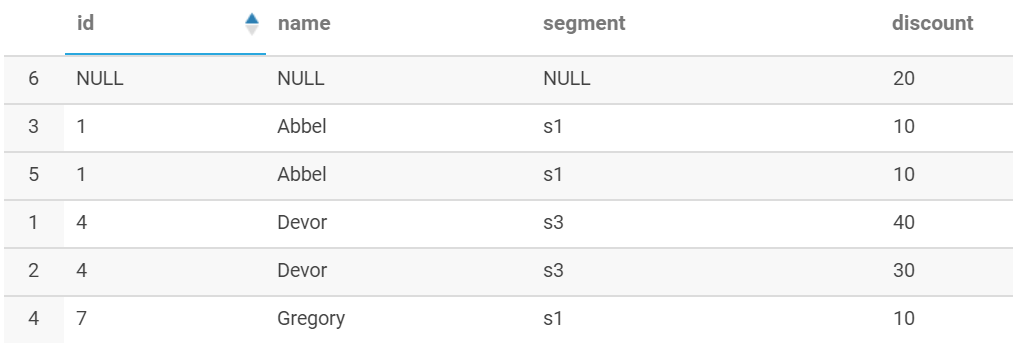 id name segment discount
6 NULL NULL NULL 20
3 1 Abbel s1 10
5 1 Abbel s1 10
1 4 Devor s3 40
2 4 Devor s3 30
4 7 Gregory s1 10